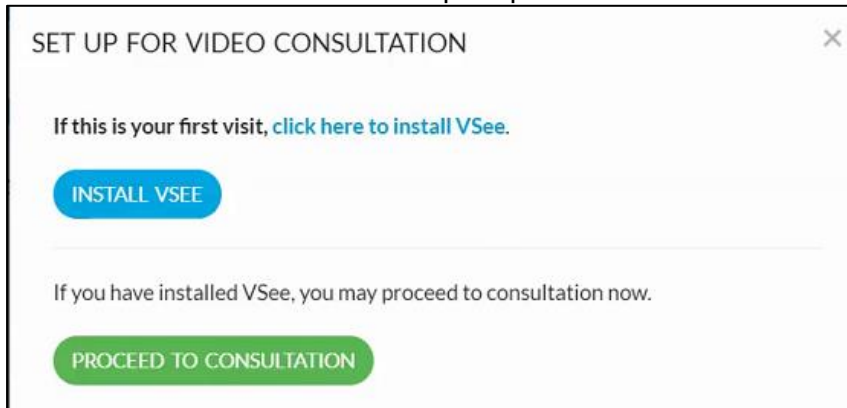 SET UP FOR VIDEO CONSULTATION
If this is your first visit, click here to install VSee.
INSTALL VSEE
If you have installed VSee, you may proceed to consultation now.
PROCEED TO CONSULTATION